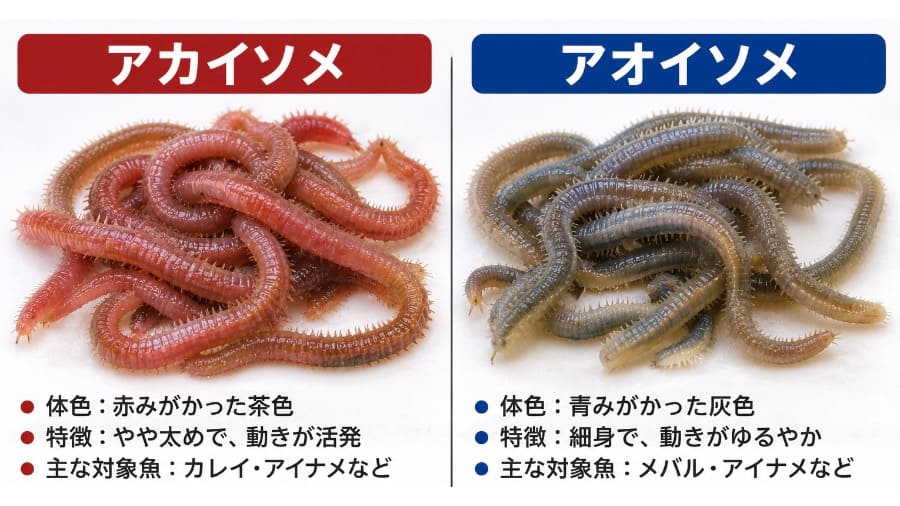 アカイソメ
アオイソメ
● 体色：赤みがかった茶色
● 特徴：やや太めで、動きが活発
● 主な対象魚：カレイ・アイナメなど
● 体色：青みがかった灰色
● 特徴：細身で、動きがゆるやか
● 主な対象魚：メバル・アイナメなど